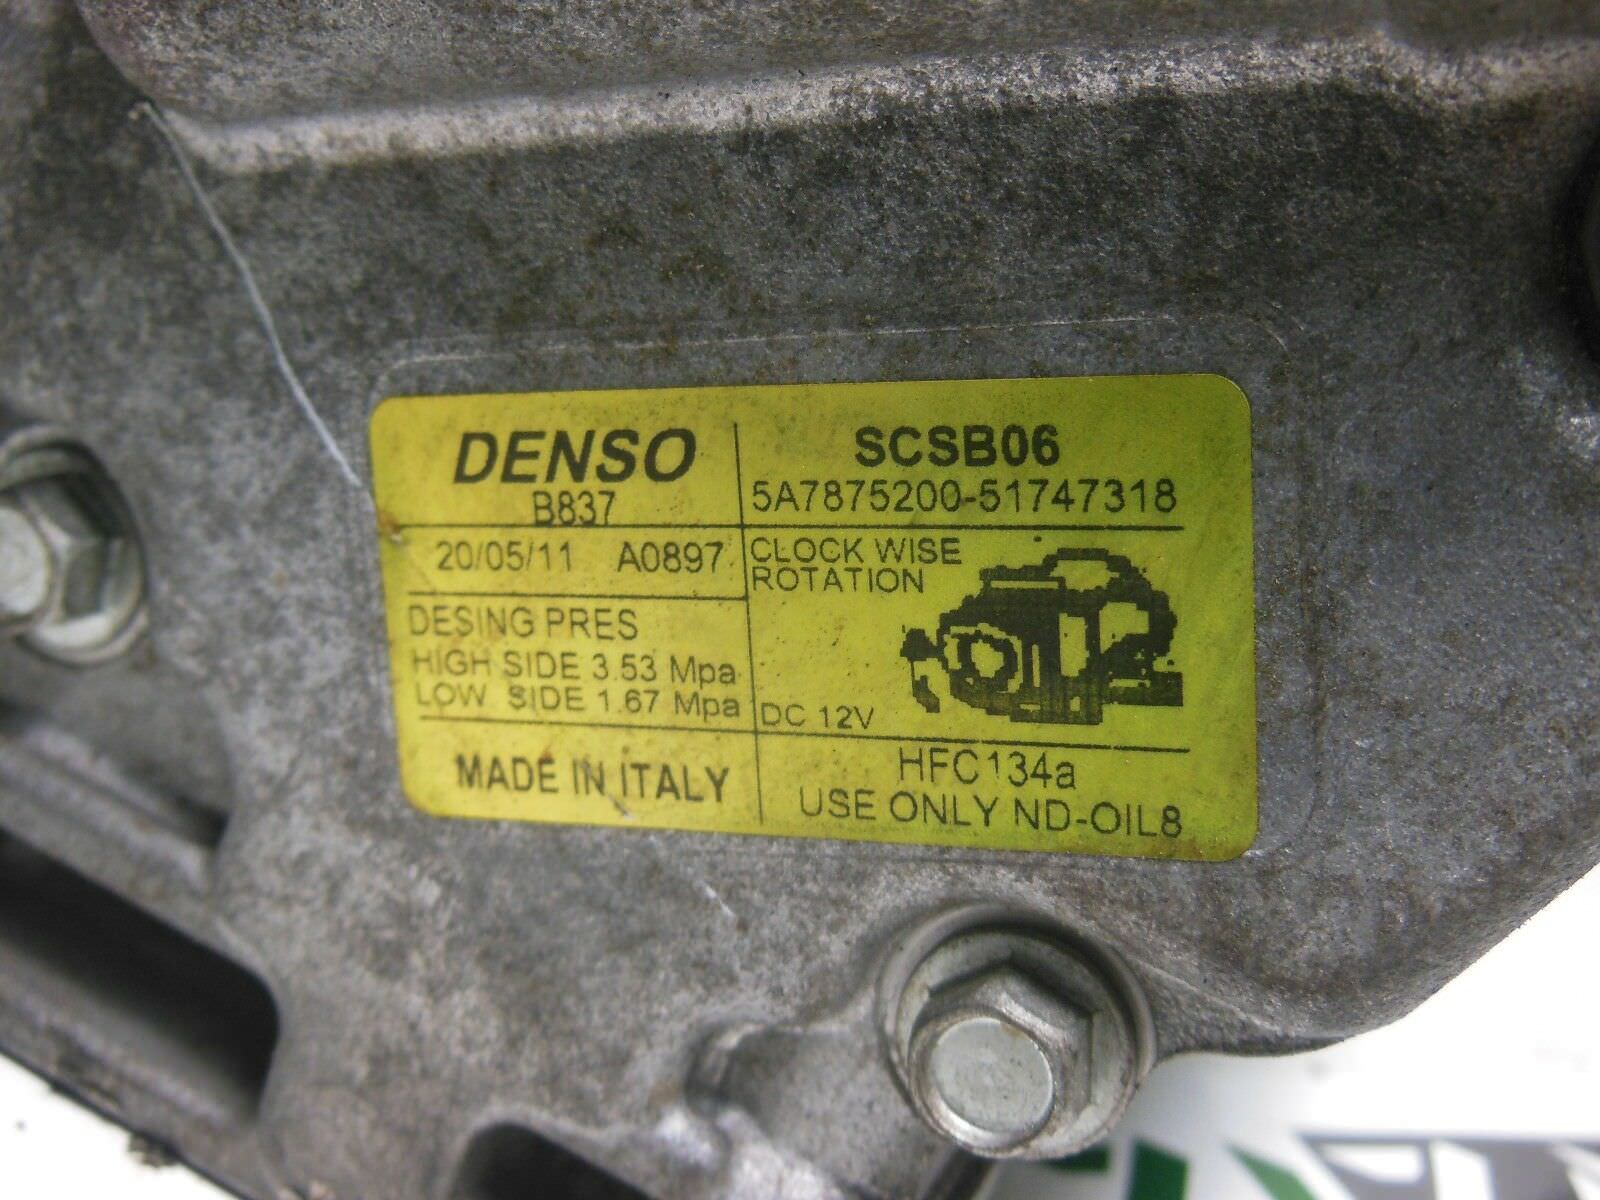 DENSO
B837
20/05/11 A0897
DESING PRES
HIGH SIDE 3.53 Mpa
LOW SIDE 1.67 Mpa
MADE IN ITALY
SCSB06
5A7875200-51747318
CLOCK WISE
ROTATION
DC 12V
HFC134a
USE ONLY ND-OIL8